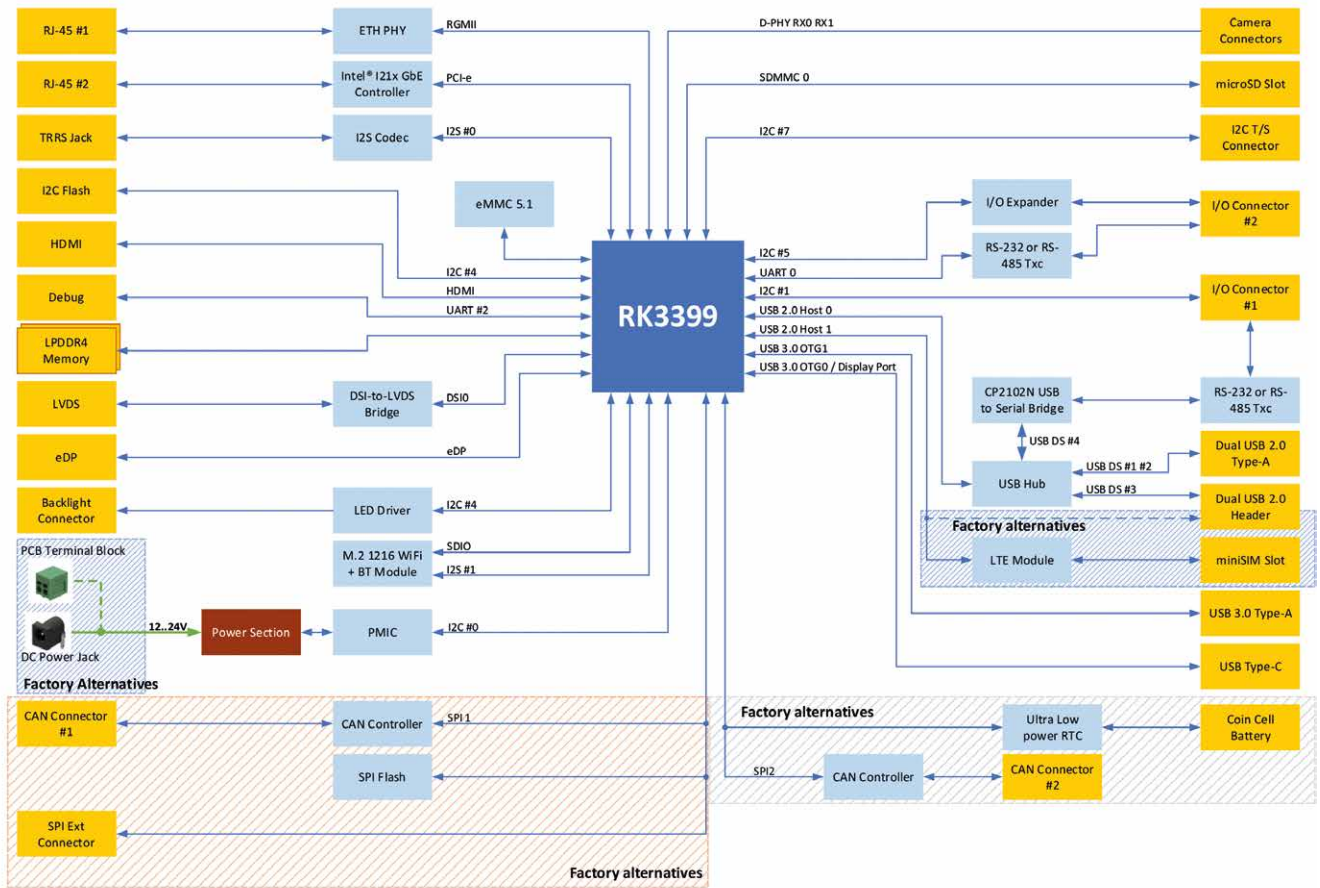 RJ-45 #1
ETH PHY
RGMII
D-PHY RX0 RX1
Camera
Connectors
RJ-45 #2
Intel® I21x GbE
Controller
PCI-e
SDMMC 0
microSD Slot
TRRS Jack
I2S Codec
I2S #0
I2C #7
I2C T/S
Connector
I2C Flash
eMMC 5.1
I/O Expander
I/O Connector
#2
HDMI
RS-232 or RS-
485 Txc
I2C #4
HDMI
UART #2
RK3399
I2C #5
UART 0
I2C #1
USB 2.0 Host 0
USB 2.0 Host 1
USB 3.0 OTG1
USB 3.0 OTG0 / Display Port
Debug
I/O Connector
#1
LPDDR4
Memory
LVDS
DSI-to-LVDS
Bridge
DSI0
CP2102N USB
to Serial Bridge
RS-232 or RS-
485 Txc
USB DS #4
eDP
eDP
USB Hub
USB DS #1 #2
Dual USB 2.0
Type-A
USB DS #3
Dual USB 2.0
Header
Backlight
Connector
LED Driver
I2C #4
Factory alternatives
PCB Terminal Block
M.2 1216 WiFi
+ BT Module
SDIO
I2S #1
LTE Module
miniSIM Slot
12..24V
Power Section
PMIC
I2C #0
USB 3.0 Type-A
DC Power Jack
USB Type-C
Factory Alternatives
CAN Connector
#1
CAN Controller
SPI 1
Factory alternatives
Ultra Low
power RTC
Coin Cell
Battery
SPI Flash
SPI2
CAN Controller
CAN Connector
#2
SPI Ext
Connector
Factory alternatives